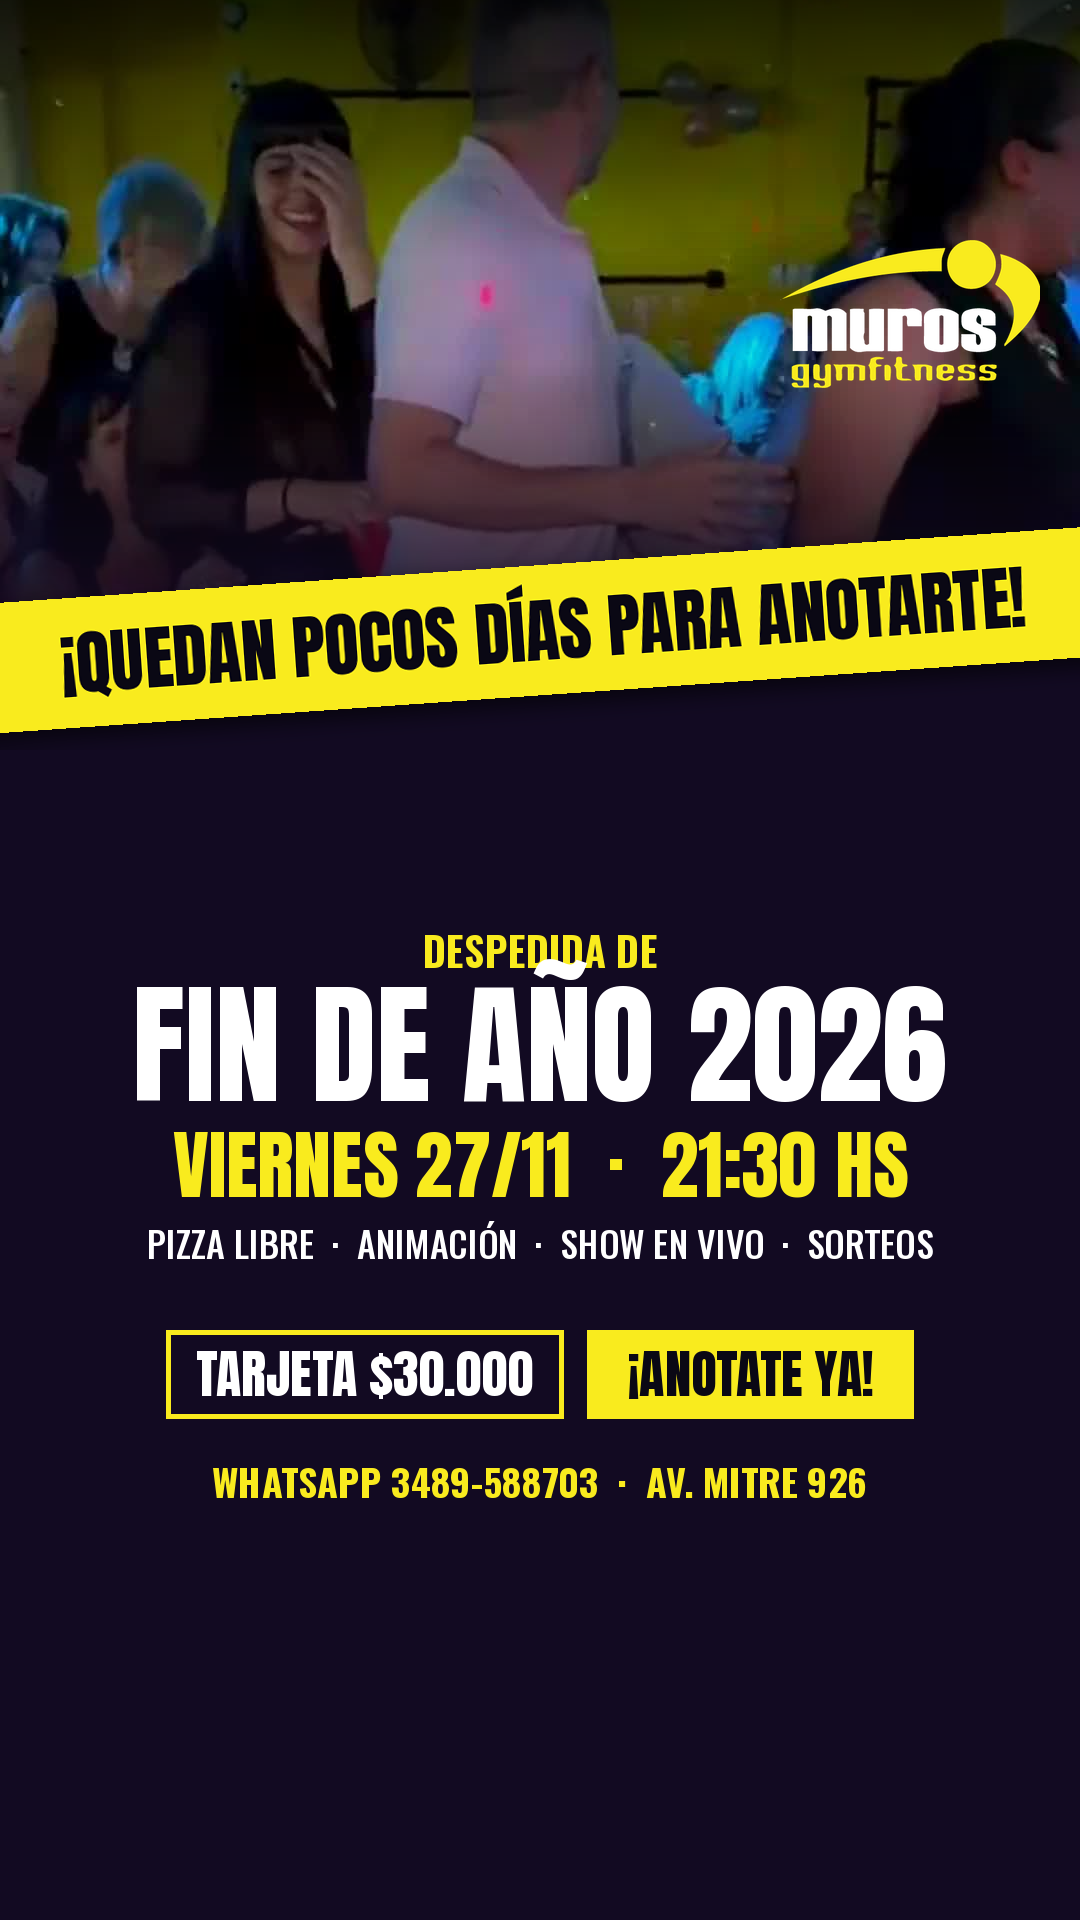 muros
gymfitness
¡QUEDAN POCOS DÍAS PARA ANOTARTE!
DESPEDIDA DE
FIN DE AÑO 2026
VIERNES 27/11 · 21:30 HS
PIZZA LIBRE · ANIMACIÓN · SHOW EN VIVO · SORTEOS
TARJETA $30.000
¡ANOTATE YA!
WHATSAPP 3489-588703 · AV. MITRE 926